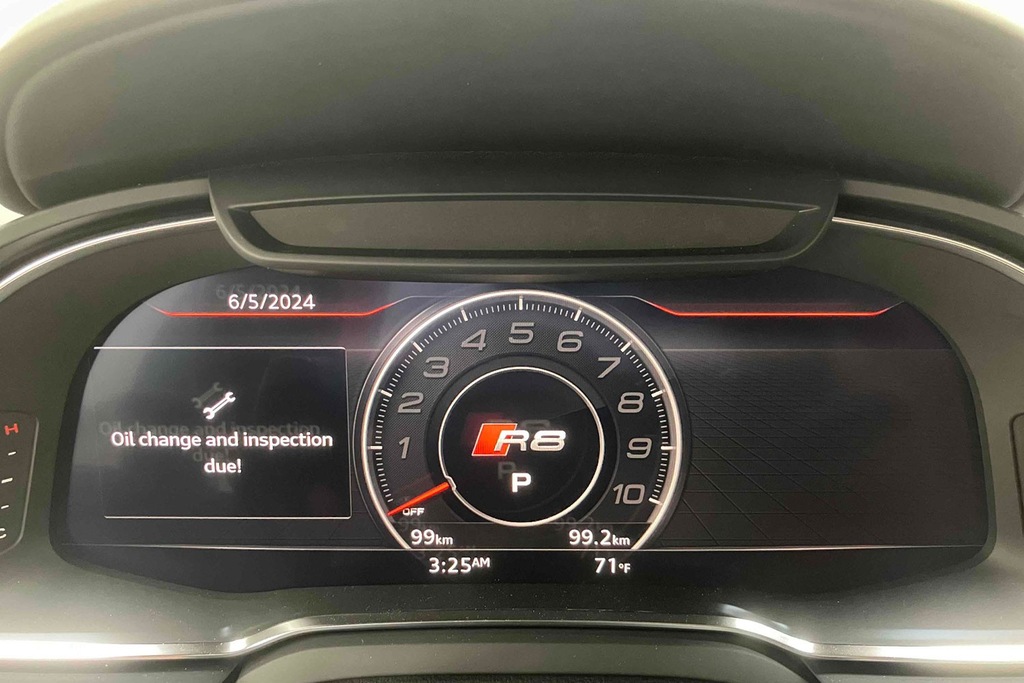 6/5/2024
Oil change and inspection
due!
1
2
3
4
5
6
7
8
9
10
R8
P
OFF
99km
99.2km
3:25AM
71°F
H
C